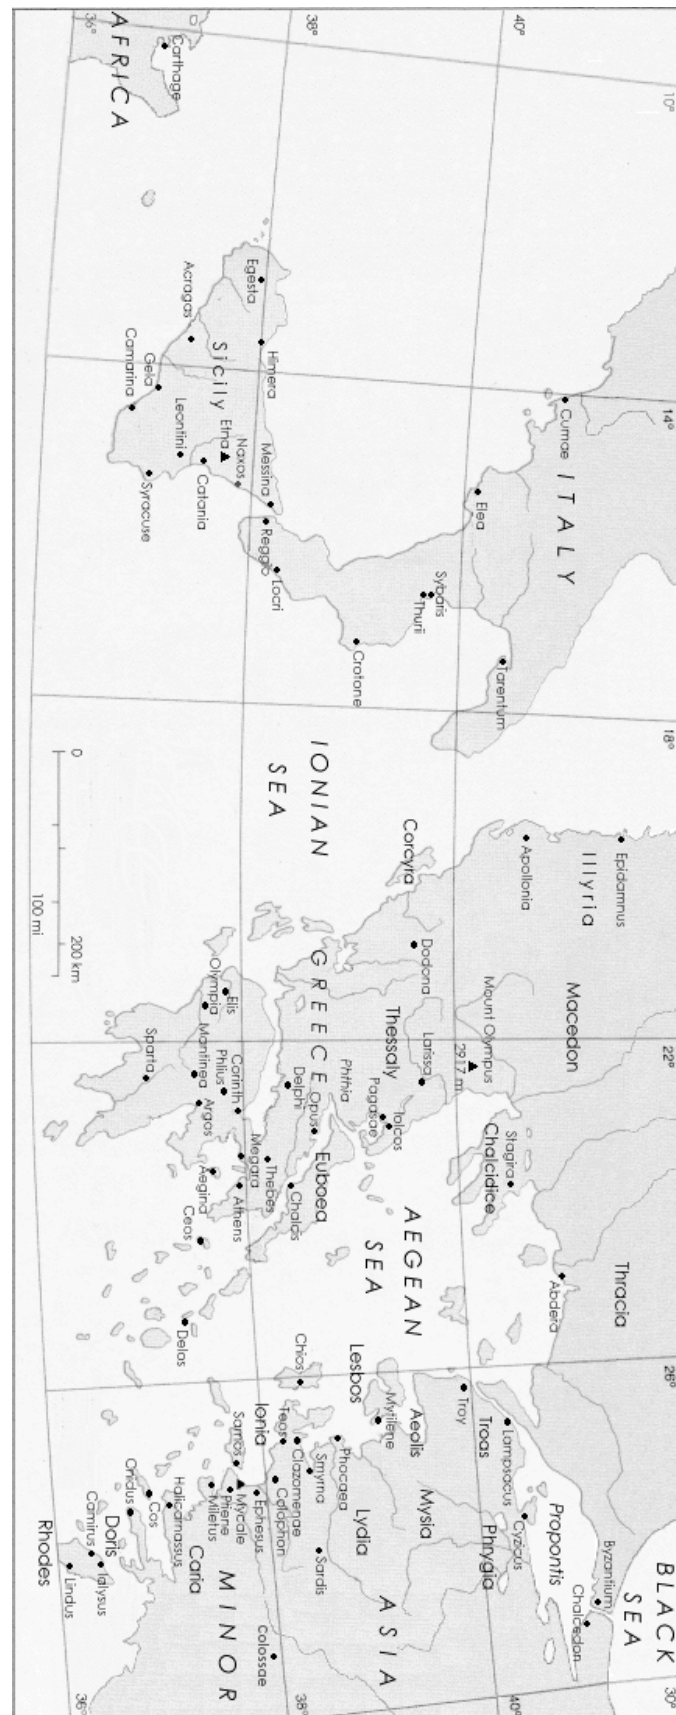 10°
14°
18°
22°
26°
30°
40°
38°
36°
40°
38°
36°
AFRICA
Carthage
ITALY
Cumae
Elea
Sybaris
Thurii
Tarentum
Crotone
Locri
Reggio
Messina
Naxos
Etna
Sicily
Egesta
Himera
Acragas
Gela
Camarina
Leontini
Catania
Syracuse
IONIAN
SEA
0
100 mi
200 km
Epidamnus
Illyria
Apollonia
Corcyra
Dodona
Macedon
Mount Olympus
2917 m
Larissa
Thessaly
Iolcos
Pagasae
Phthia
GREECE
Delphi
Opus
Euboea
Chalcis
Thebes
Athens
Megara
Corinth
Phlius
Elis
Olympia
Mantinea
Argos
Sparta
Aegina
Ceos
Delos
Stagira
Chalcidice
Abdera
Thracia
AEGEAN
SEA
BLACK
SEA
Byzantium
Chalcedon
Propontis
Cyzicus
Lampsacus
Troas
Troy
Phrygia
Mysia
Aeolis
Mytilene
Lesbos
Phocaea
Lydia
Smyrna
Sardis
Chios
Clazomenae
Teos
Colophon
Ionia
Ephesus
Samos
Mycale
Priene
Miletus
Colossae
ASIA
MINOR
Caria
Halicarnassus
Cos
Cnidus
Doris
Ialysus
Camirus
Lindus
Rhodes